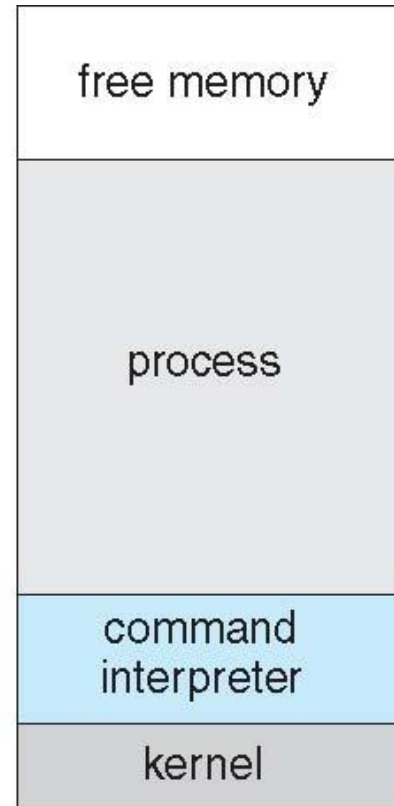 free memory
process
command
interpreter
kernel